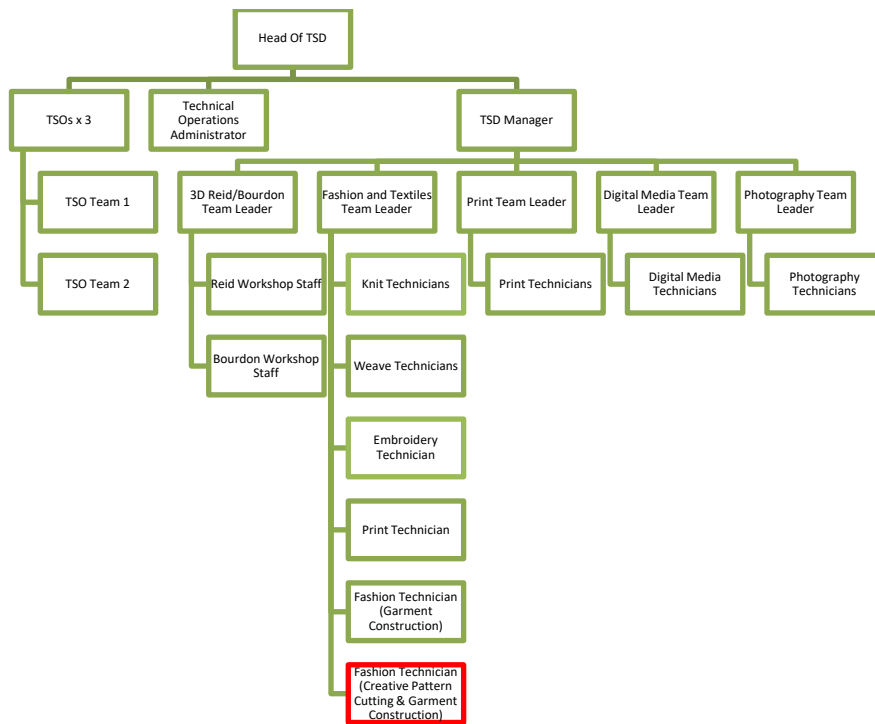 Head Of TSD
TSOs x 3
Technical
Operations
Administrator
TSD Manager
TSO Team 1
3D Reid/Bourdon
Team Leader
Fashion and Textiles
Team Leader
Print Team Leader
Digital Media Team
Leader
Photography Team
Leader
TSO Team 2
Reid Workshop Staff
Knit Technicians
Print Technicians
Digital Media
Technicians
Photography
Technicians
Bourdon Workshop
Staff
Weave Technicians
Embroidery
Technician
Print Technician
Fashion Technician
(Garment
Construction)
Fashion Technician
(Creative Pattern
Cutting & Garment
Construction)